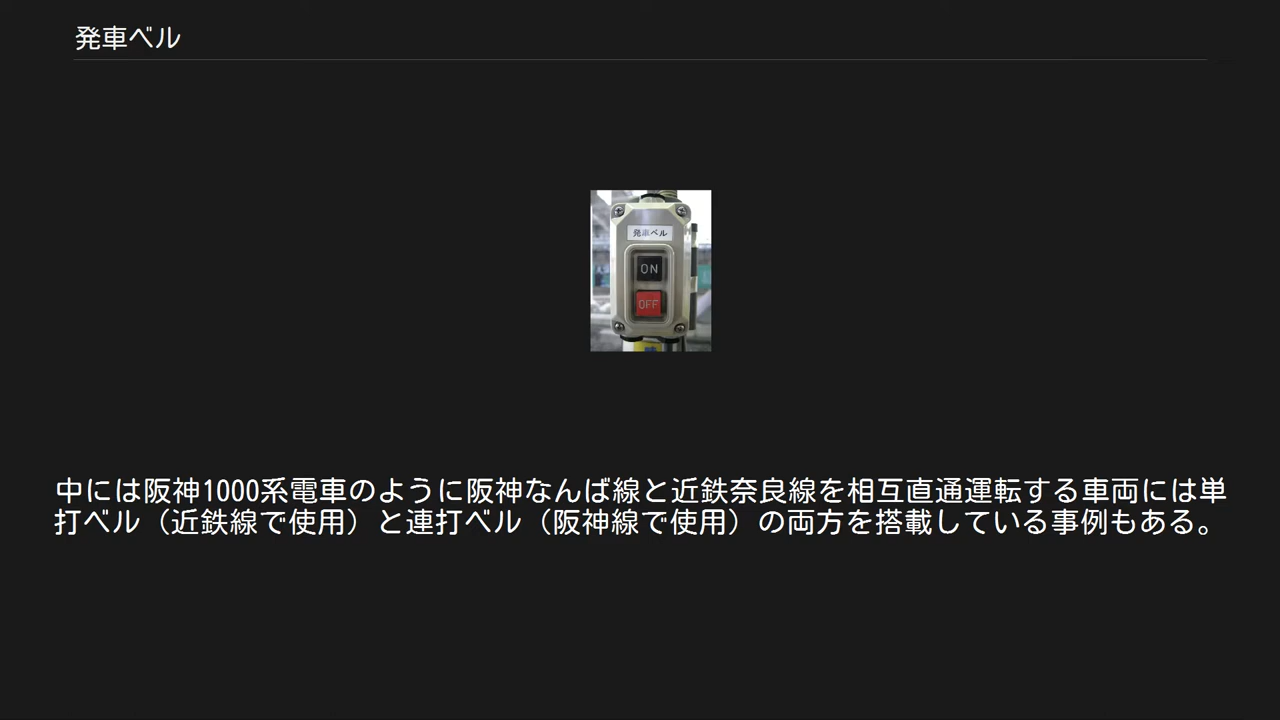 発車ベル
発車ベル
ON
OFF
中には阪神1000系電車のように阪神なんば線と近鉄奈良線を相互直通運転する車両には単
打ベル（近鉄線で使用）と連打ベル（阪神線で使用）の両方を搭載している事例もある。